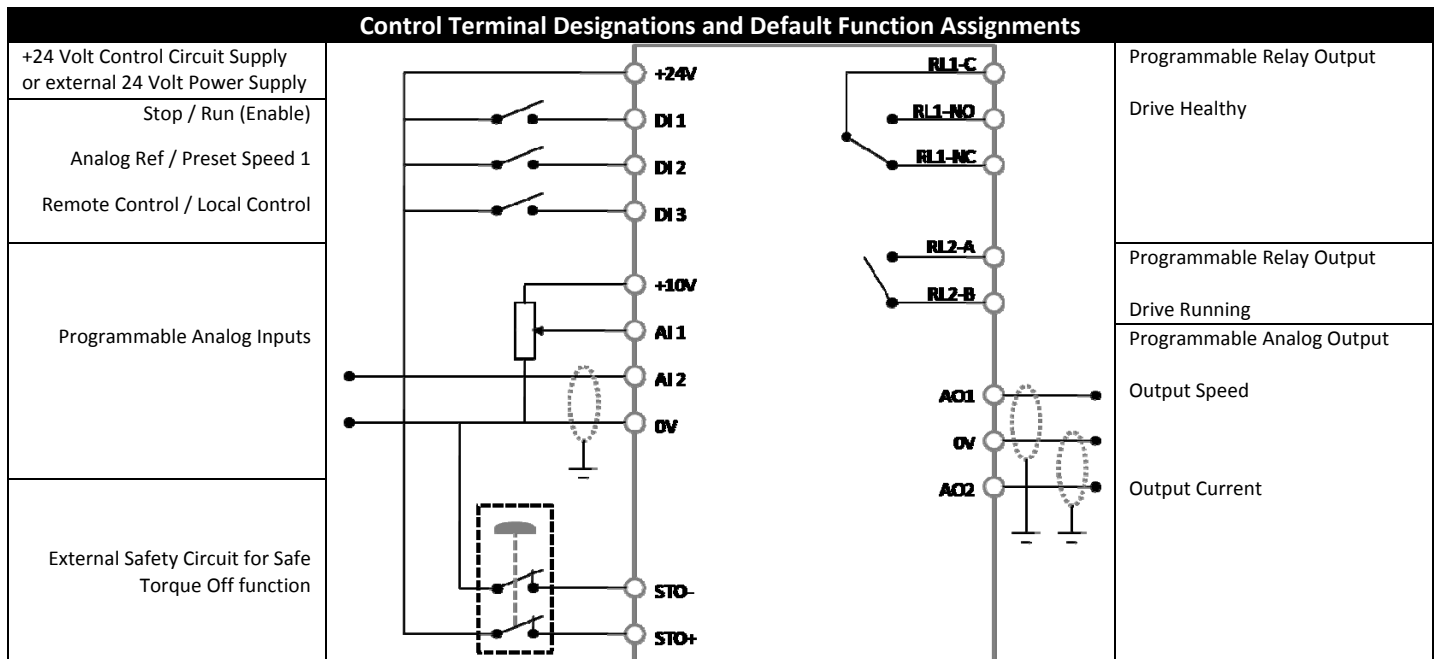 Control Terminal Designations and Default Function Assignments
+24 Volt Control Circuit Supply
or external 24 Volt Power Supply
Stop / Run (Enable)
Analog Ref / Preset Speed 1
Remote Control / Local Control
Programmable Analog Inputs
External Safety Circuit for Safe
Torque Off function
+24V
DI 1
DI 2
DI 3
+10V
AI 1
AI 2
0V
STO-
STO+
RL1-C
RL1-NO
RL1-NC
RL2-A
RL2-B
AO1
0V
AO2
Programmable Relay Output
Drive Healthy
Programmable Relay Output
Drive Running
Programmable Analog Output
Output Speed
Output Current